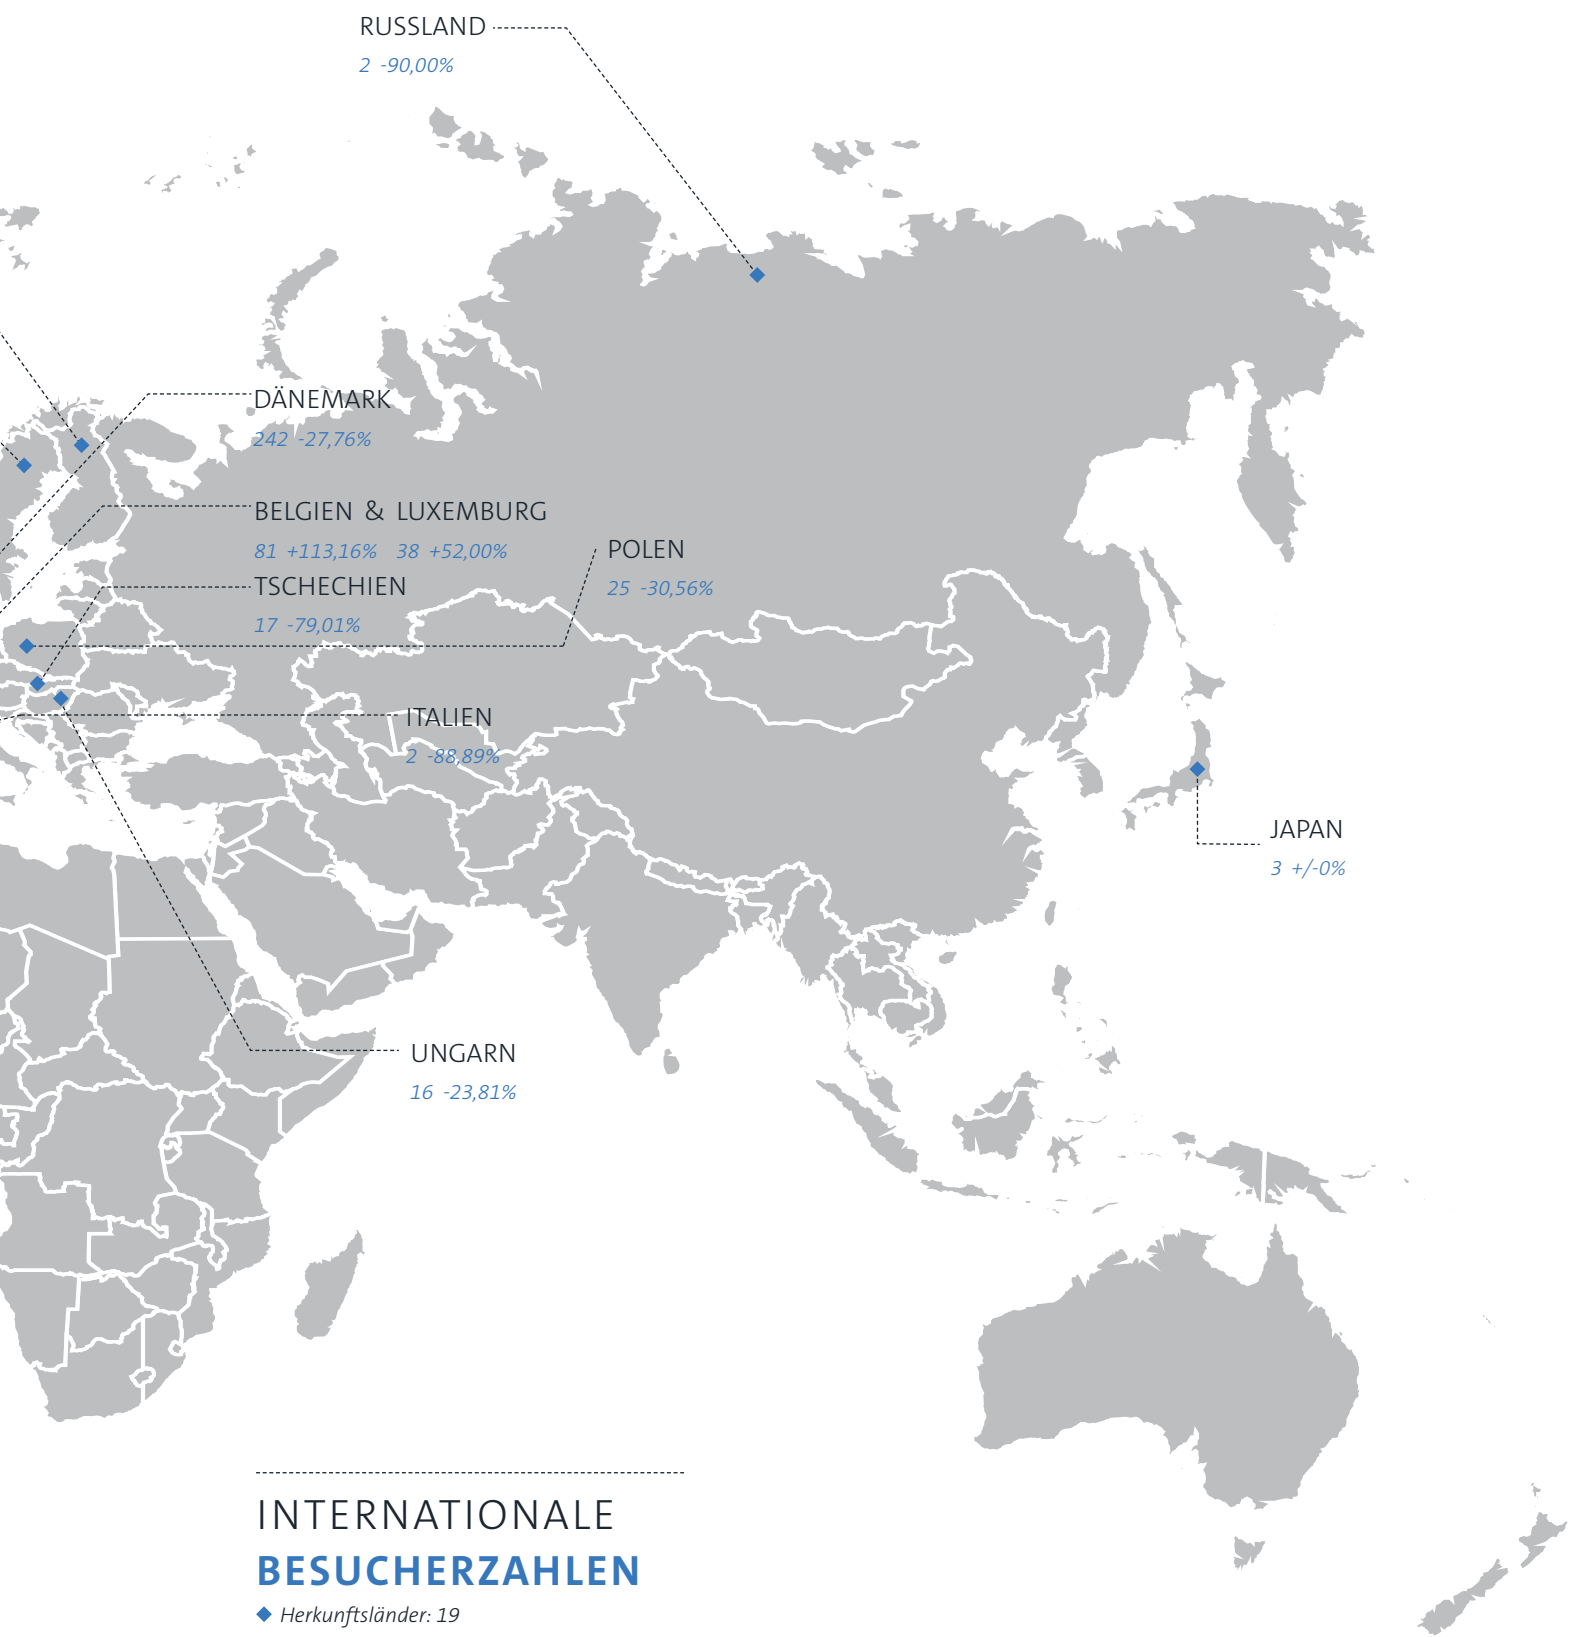 RUSSLAND
2 -90,00%
DÄNEMARK
242 -27,76%
BELGIEN & LUXEMBURG
81 +113,16% 38 +52,00%
POLEN
25 -30,56%
TSCHECHIEN
17 -79,01%
ITALIEN
2 -88,89%
JAPAN
3 +/-0%
UNGARN
16 -23,81%
INTERNATIONALE
BESUCHERZAHLEN
Herkunftsländer: 19